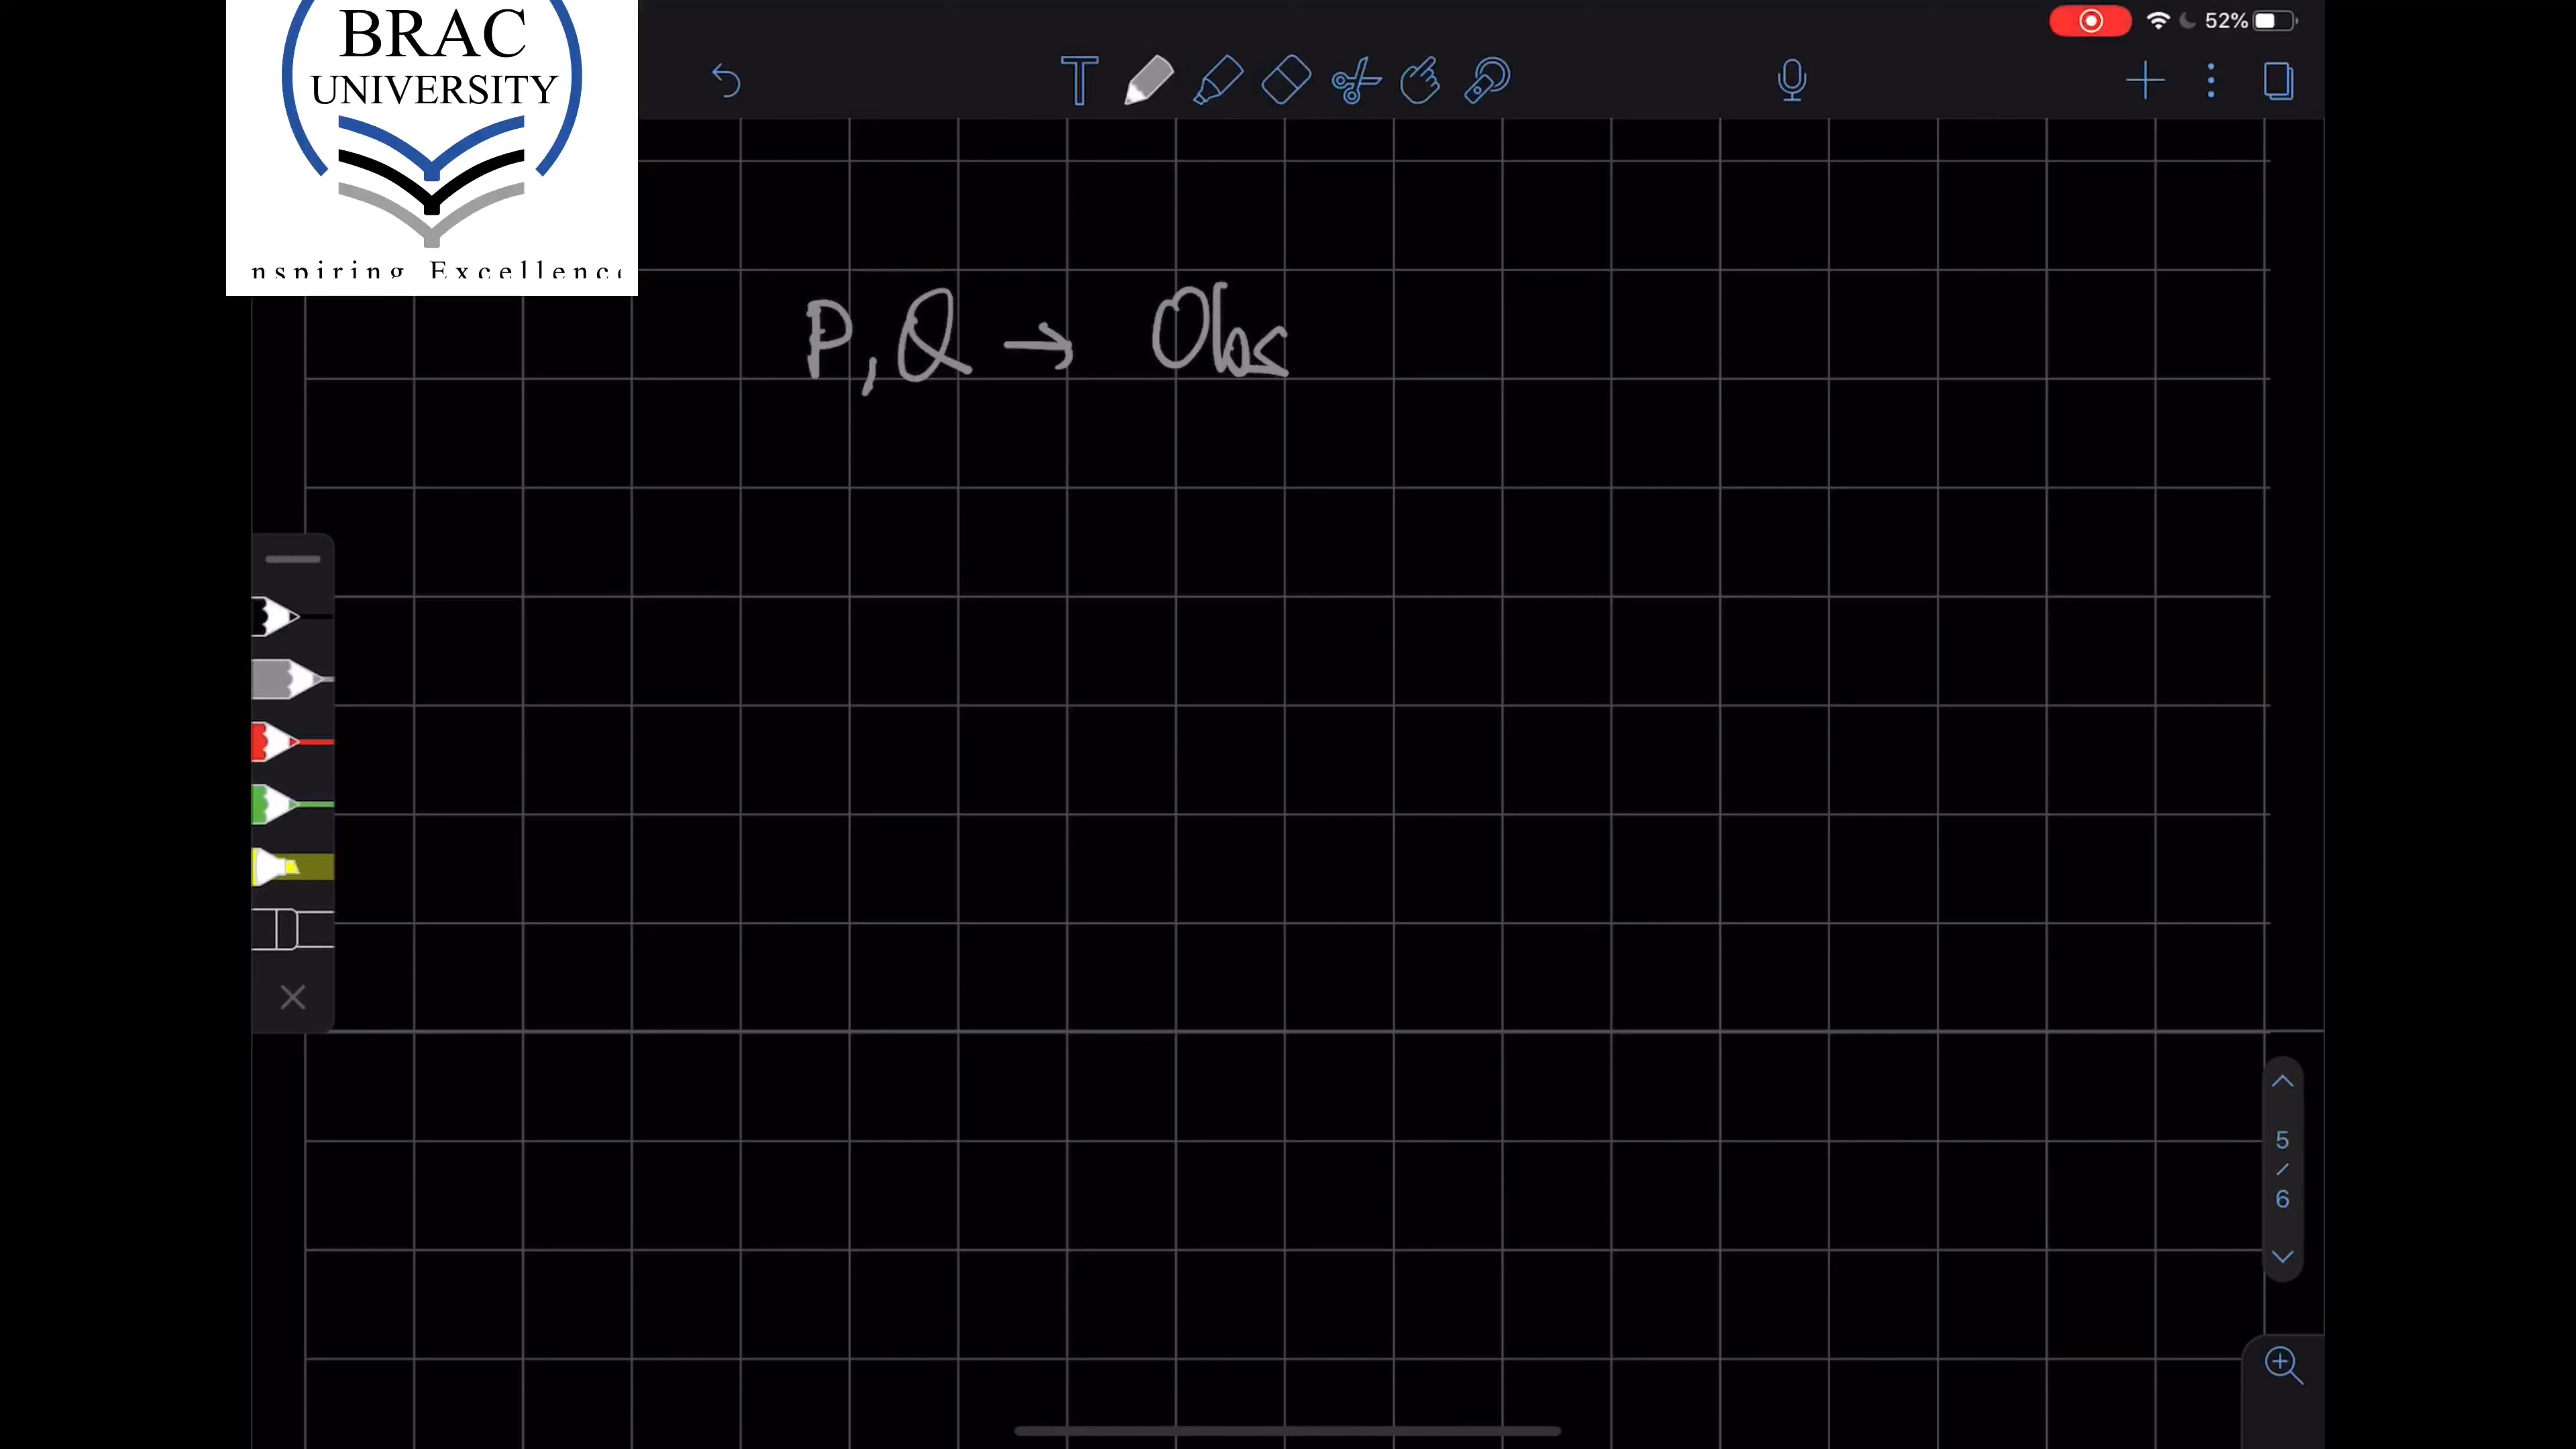 BRAC
UNIVERSITY
nspiring Excellenc
52%
T
P, Q → Obs
5
/
6